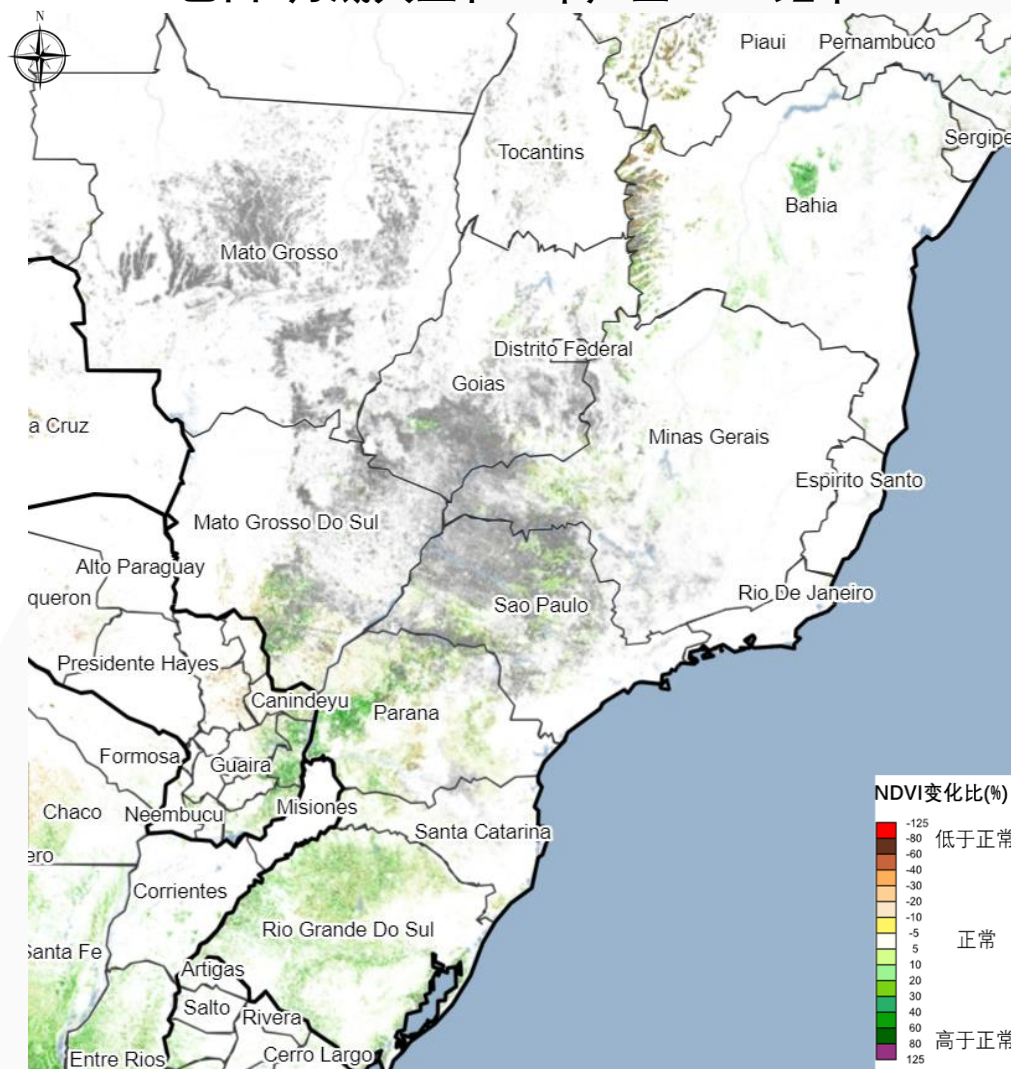 N
Piaui
Pernambuco
Sergipe
Tocantins
Bahia
Mato Grosso
Distrito Federal
Goias
a Cruz
Minas Gerais
Espirito Santo
Mato Grosso Do Sul
Alto Paraguay
queron
Sao Paulo
Rio De Janeiro
Presidente Hayes
Canindeyu
Parana
Formosa
Guaira
Chaco
Neembucu
Misiones
Santa Catarina
ero
Corrientes
Rio Grande Do Sul
Santa Fe
Artigas
Salto
Rivera
Entre Rios
Cerro Largo
NDVI变化比(%)
-125
-80
-60
-40
-30
-20
-10
-5
5
10
20
30
40
60
80
125
低于正常
正常
高于正常